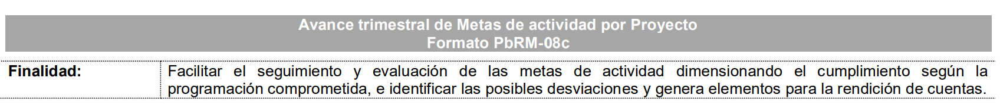 Avance trimestral de Metas de actividad por Proyecto
Formato PbRM-08c
Finalidad:
Facilitar el seguimiento y evaluación de las metas de actividad dimensionando el cumplimiento según la
programación comprometida, e identificar las posibles desviaciones y genera elementos para la rendición de cuentas.